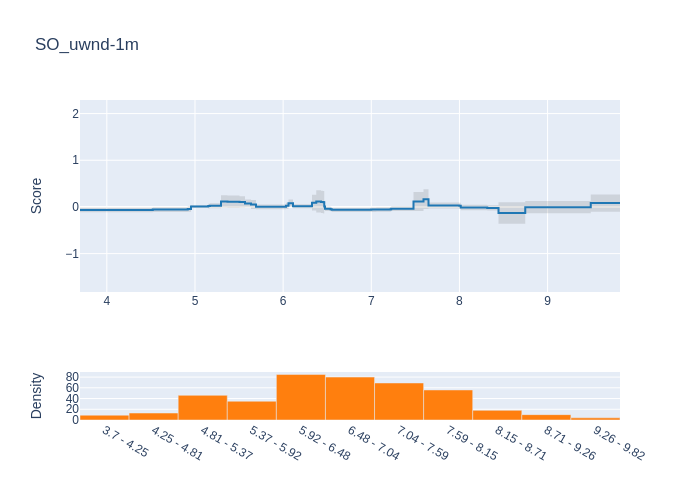 SO_uwnd-1m
2
1
0
−1
Score
4
5
6
7
8
9
80
60
40
20
0
Density
3.7 - 4.25
4.25 - 4.81
4.81 - 5.37
5.37 - 5.92
5.92 - 6.48
6.48 - 7.04
7.04 - 7.59
7.59 - 8.15
8.15 - 8.71
8.71 - 9.26
9.26 - 9.82